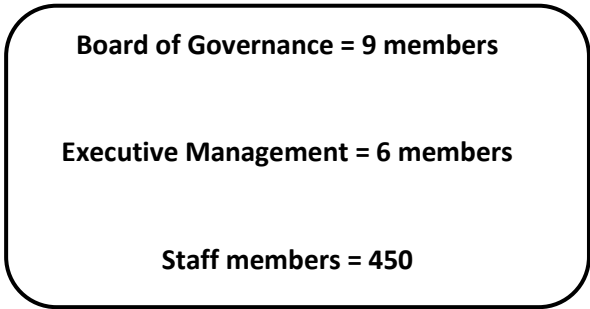 Board of Governance = 9 members
Executive Management = 6 members
Staff members = 450